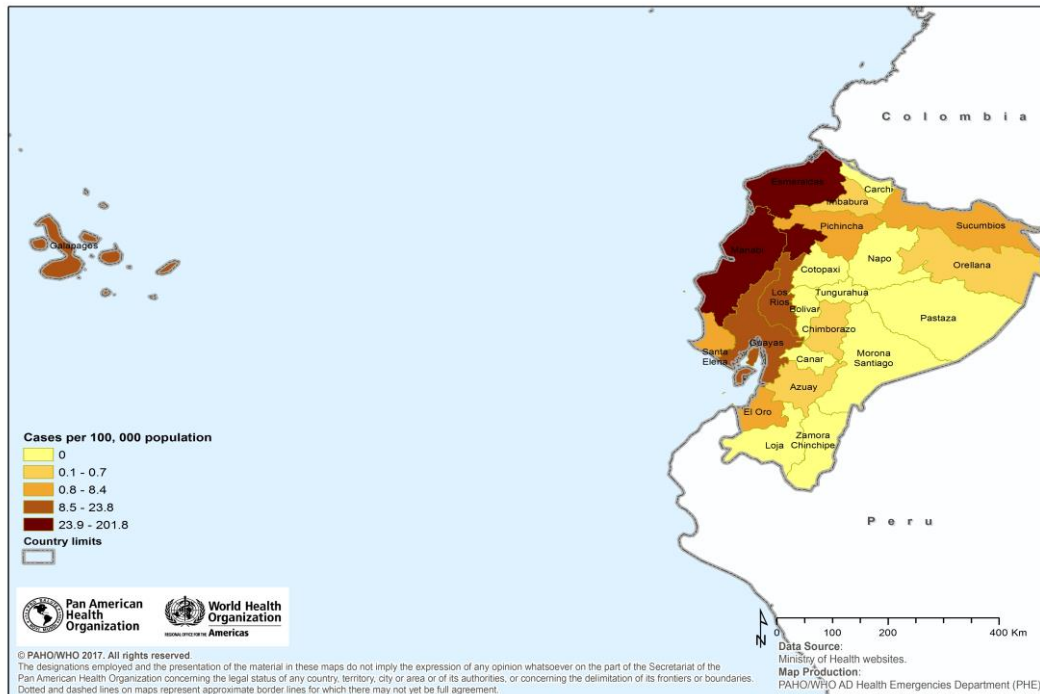 Colombia
Esmeraldas
Carchi
Imbabura
Pichincha
Sucumbios
Galapagos
Manabi
Napo
Orellana
Cotopaxi
Los
Rios
Tungurahua
Bolivar
Pastaza
Chimborazo
Guayas
Santa
Elena
Canar
Morona
Santiago
Azuay
El Oro
Zamora
Chinchipe
Loja
Peru
Cases per 100, 000 population
0
0.1 - 0.7
0.8 - 8.4
8.5 - 23.8
23.9 - 201.8
Country limits
Pan American
Health
Organization
World Health
Organization
REGIONAL OFFICE FOR THE Americas
N
0 50 100 200 300 400 Km
© PAHO/WHO 2017. All rights reserved.
The designations employed and the presentation of the material in these maps do not imply the expression of any opinion whatsoever on the part of the Secretariat of the
Pan American Health Organization concerning the legal status of any country, territory, city or area or of its authorities, or concerning the delimitation of its frontiers or boundaries.
Dotted and dashed lines on maps represent approximate border lines for which there may not yet be full agreement.
Data Source:
Ministry of Health websites.
Map Production:
PAHO/WHO AD Health Emergencies Department (PHE)